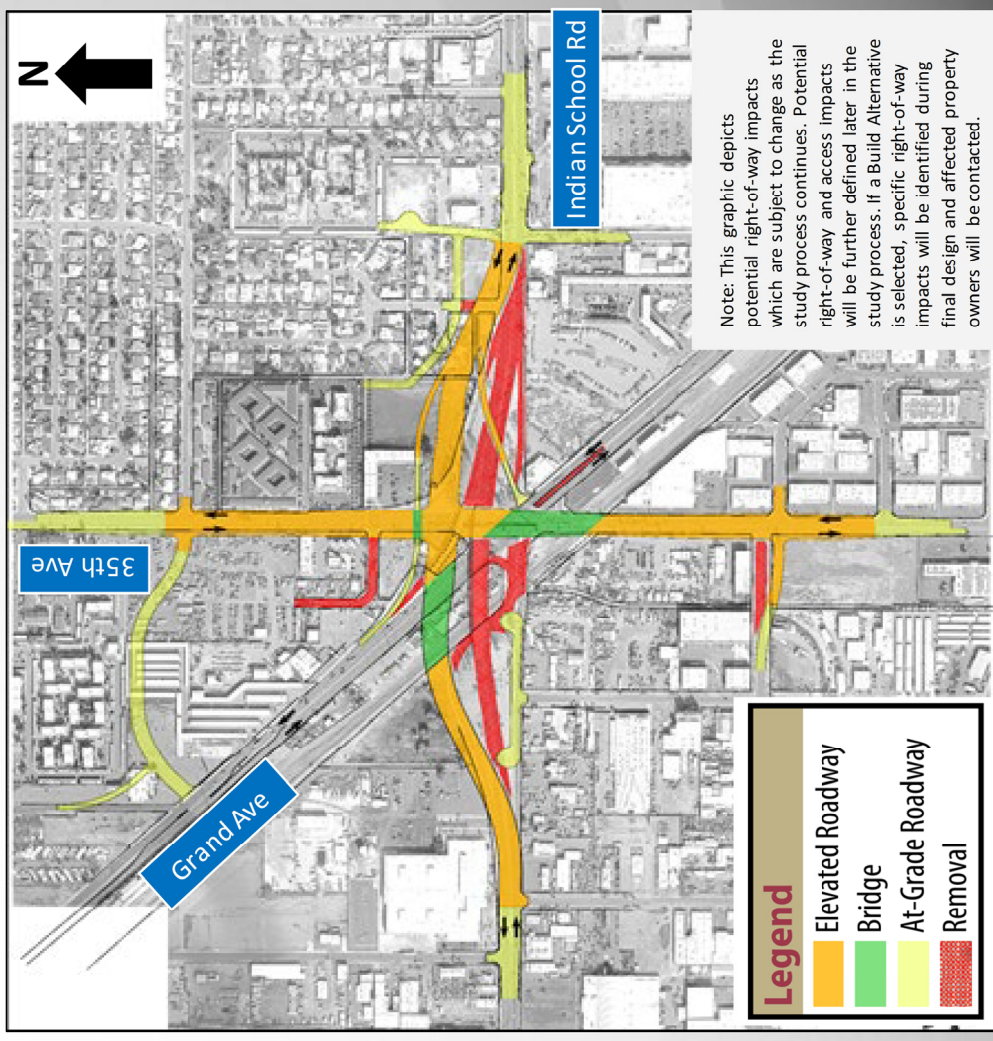 N
35th Ave
Indian School Rd
Grand Ave
Note: This graphic depicts
potential right-of-way impacts
which are subject to change as the
study process continues. Potential
right-of-way and access impacts
will be further defined later in the
study process. If a Build Alternative
is selected, specific right-of-way
impacts will be identified during
final design and affected property
owners will be contacted.
Legend
Elevated Roadway
Bridge
At-Grade Roadway
Removal